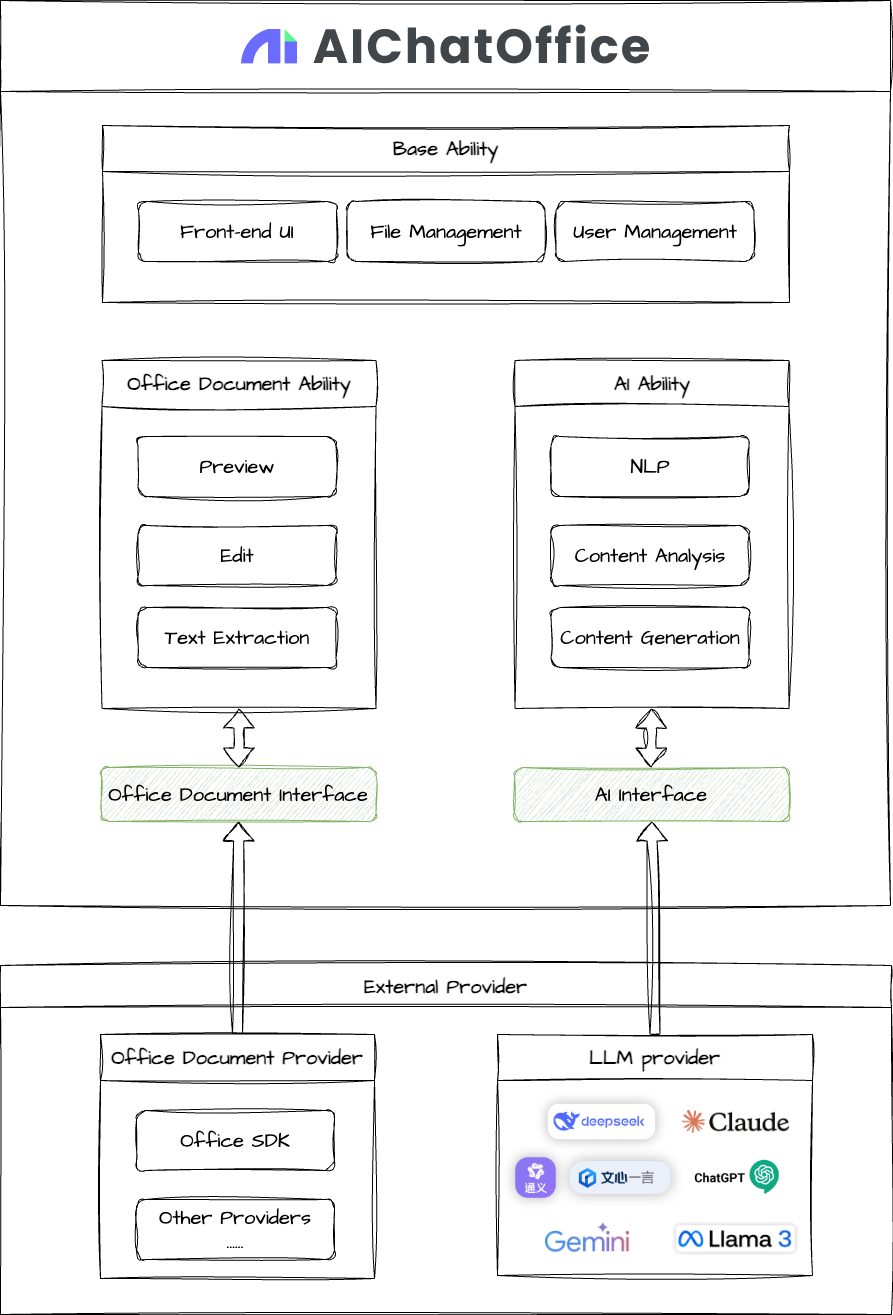 AIChatOffice
Base Ability
Front-end UI
File Management
User Management
Office Document Ability
Preview
Edit
Text Extraction
AI Ability
NLP
Content Analysis
Content Generation
Office Document Interface
AI Interface
External Provider
Office Document Provider
Office SDK
Other Providers
......
LLM provider
deepseek
Claude
通义
文心一言
ChatGPT
Gemini
Llama 3